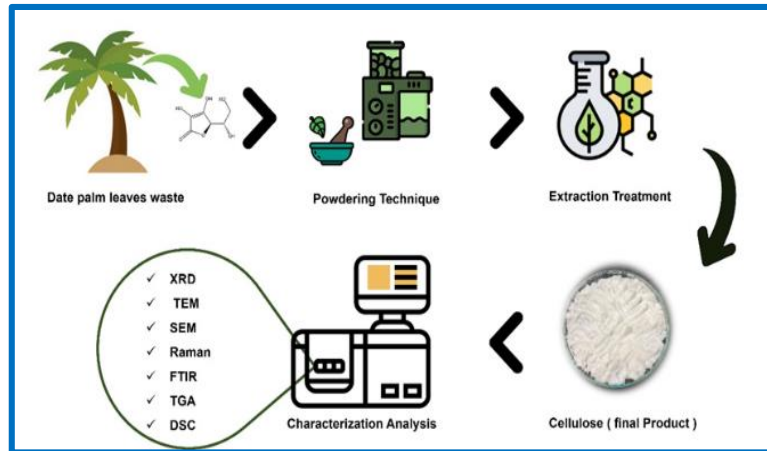 Date palm leaves waste
Powdering Technique
Extraction Treatment
✓ XRD
✓ TEM
✓ SEM
✓ Raman
✓ FTIR
✓ TGA
✓ DSC
Characterization Analysis
Cellulose ( final Product )